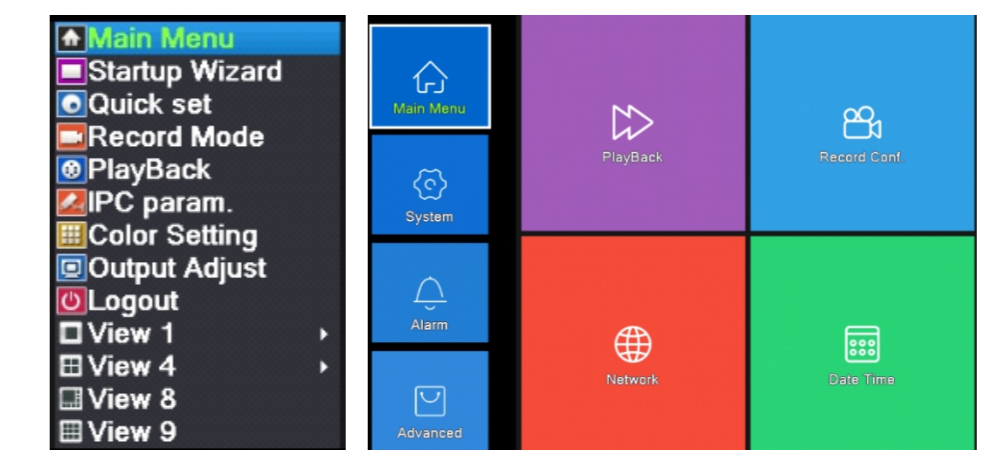 Main Menu
Startup Wizard
Quick set
Record Mode
PlayBack
IPC param.
Color Setting
Output Adjust
Logout
View 1
View 4
View 8
View 9
Main Menu
System
Alarm
Advanced
PlayBack
Record Conf.
Network
Date Time